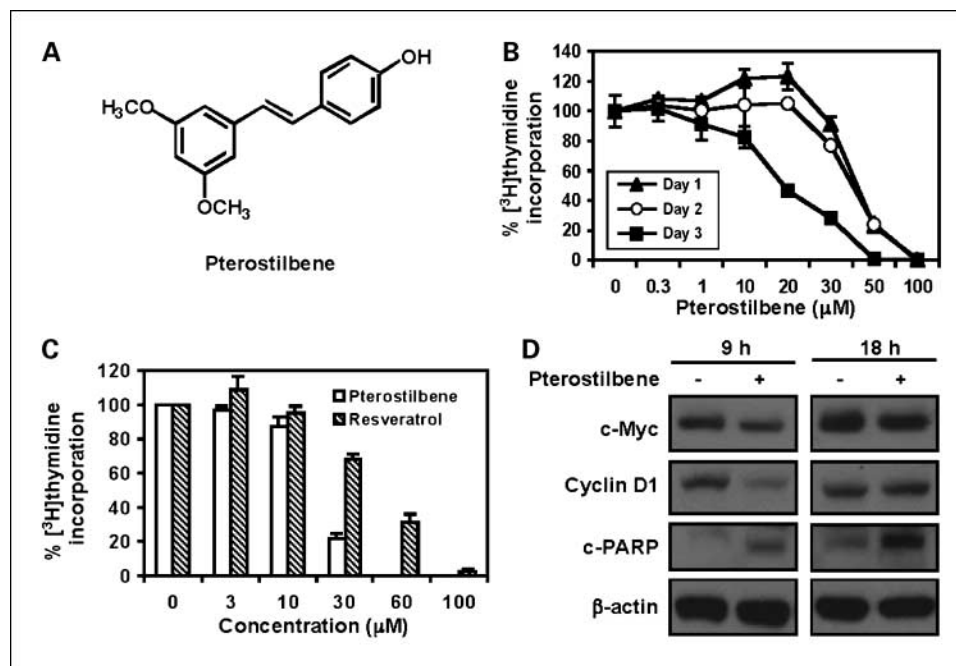 A
OH
H₃CO
OCH₃
Pterostilbene
B
% [³H]thymidine
incorporation
140
120
100
80
60
40
20
0
Day 1
Day 2
Day 3
0 0.3 1 10 20 30 50 100
Pterostilbene (μM)
C
% [³H]thymidine
incorporation
120
100
80
60
40
20
0
Pterostilbene
Resveratrol
0 3 10 30 60 100
Concentration (μM)
D
9 h 18 h
Pterostilbene - + - +
c-Myc
Cyclin D1
c-PARP
β-actin